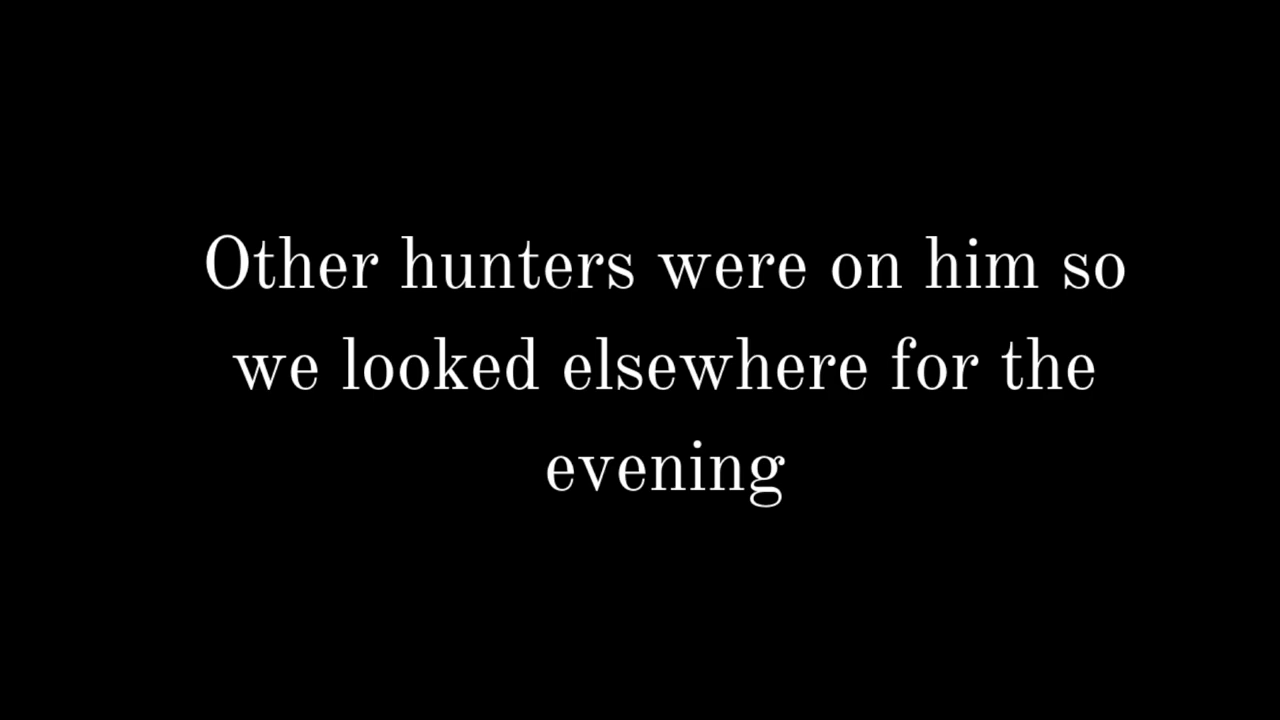 Other hunters were on him so
we looked elsewhere for the
evening